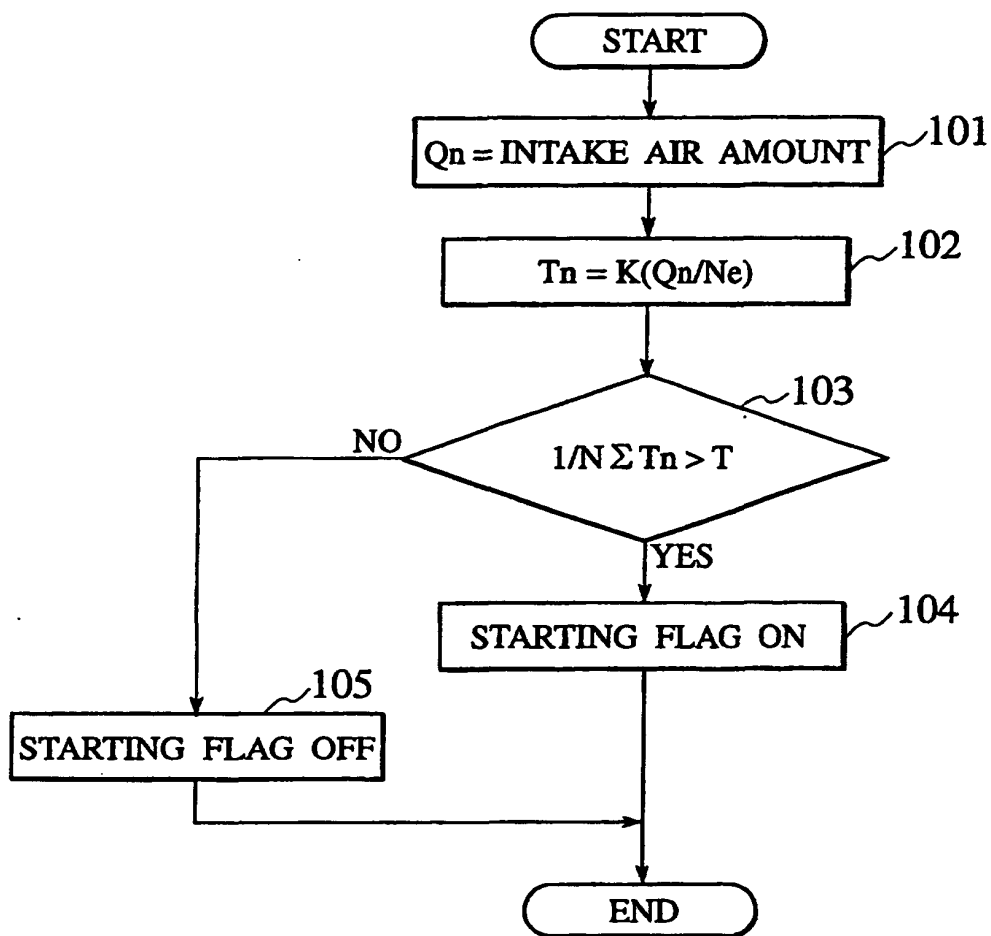 START
Qn = INTAKE AIR AMOUNT
101
Tn = K(Qn/Ne)
102
103
1/N Σ Tn > T
NO
YES
STARTING FLAG ON
104
105
STARTING FLAG OFF
END